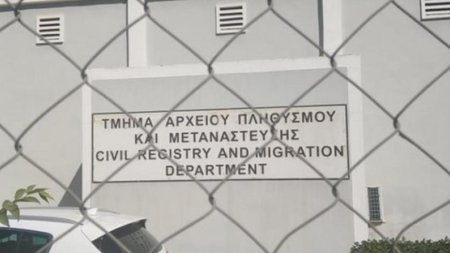 ΤΜΗΜΑ ΑΡΧΕΙΟΥ ΠΛΗΘΥΣΜΟΥ
ΚΑΙ ΜΕΤΑΝΑΣΤΕΥΣΗΣ
CIVIL REGISTRY AND MIGRATION
DEPARTMENT